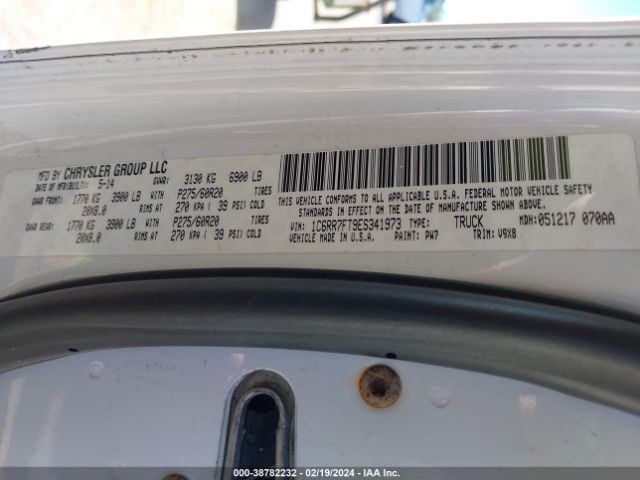 MFD BY CHRYSLER GROUP LLC
DATE OF MFR(BUILT): 5-14 GVWR: 3130 KG 6900 LB
GAWR FRONT: 1770 KG 3900 LB WITH P275/60R20 TIRES
20X8.0 RIMS AT 270 KPA ( 39 PSI) COLD
GAWR REAR: 1770 KG 3900 LB WITH P275/60R20 TIRES
20X8.0 RIMS AT 270 KPA ( 39 PSI) COLD
THIS VEHICLE CONFORMS TO ALL APPLICABLE U.S.A. FEDERAL MOTOR VEHICLE SAFETY
STANDARDS IN EFFECT ON THE DATE OF MANUFACTURE SHOWN ABOVE.
VIN: 1C6RR7FT9ES341973 TYPE: TRUCK MDH:051217 070AA
VEHICLE MADE IN U.S.A. PAINT: PW7 TRIM: V9X8
000-38782232 - 02/19/2024 - IAA Inc.